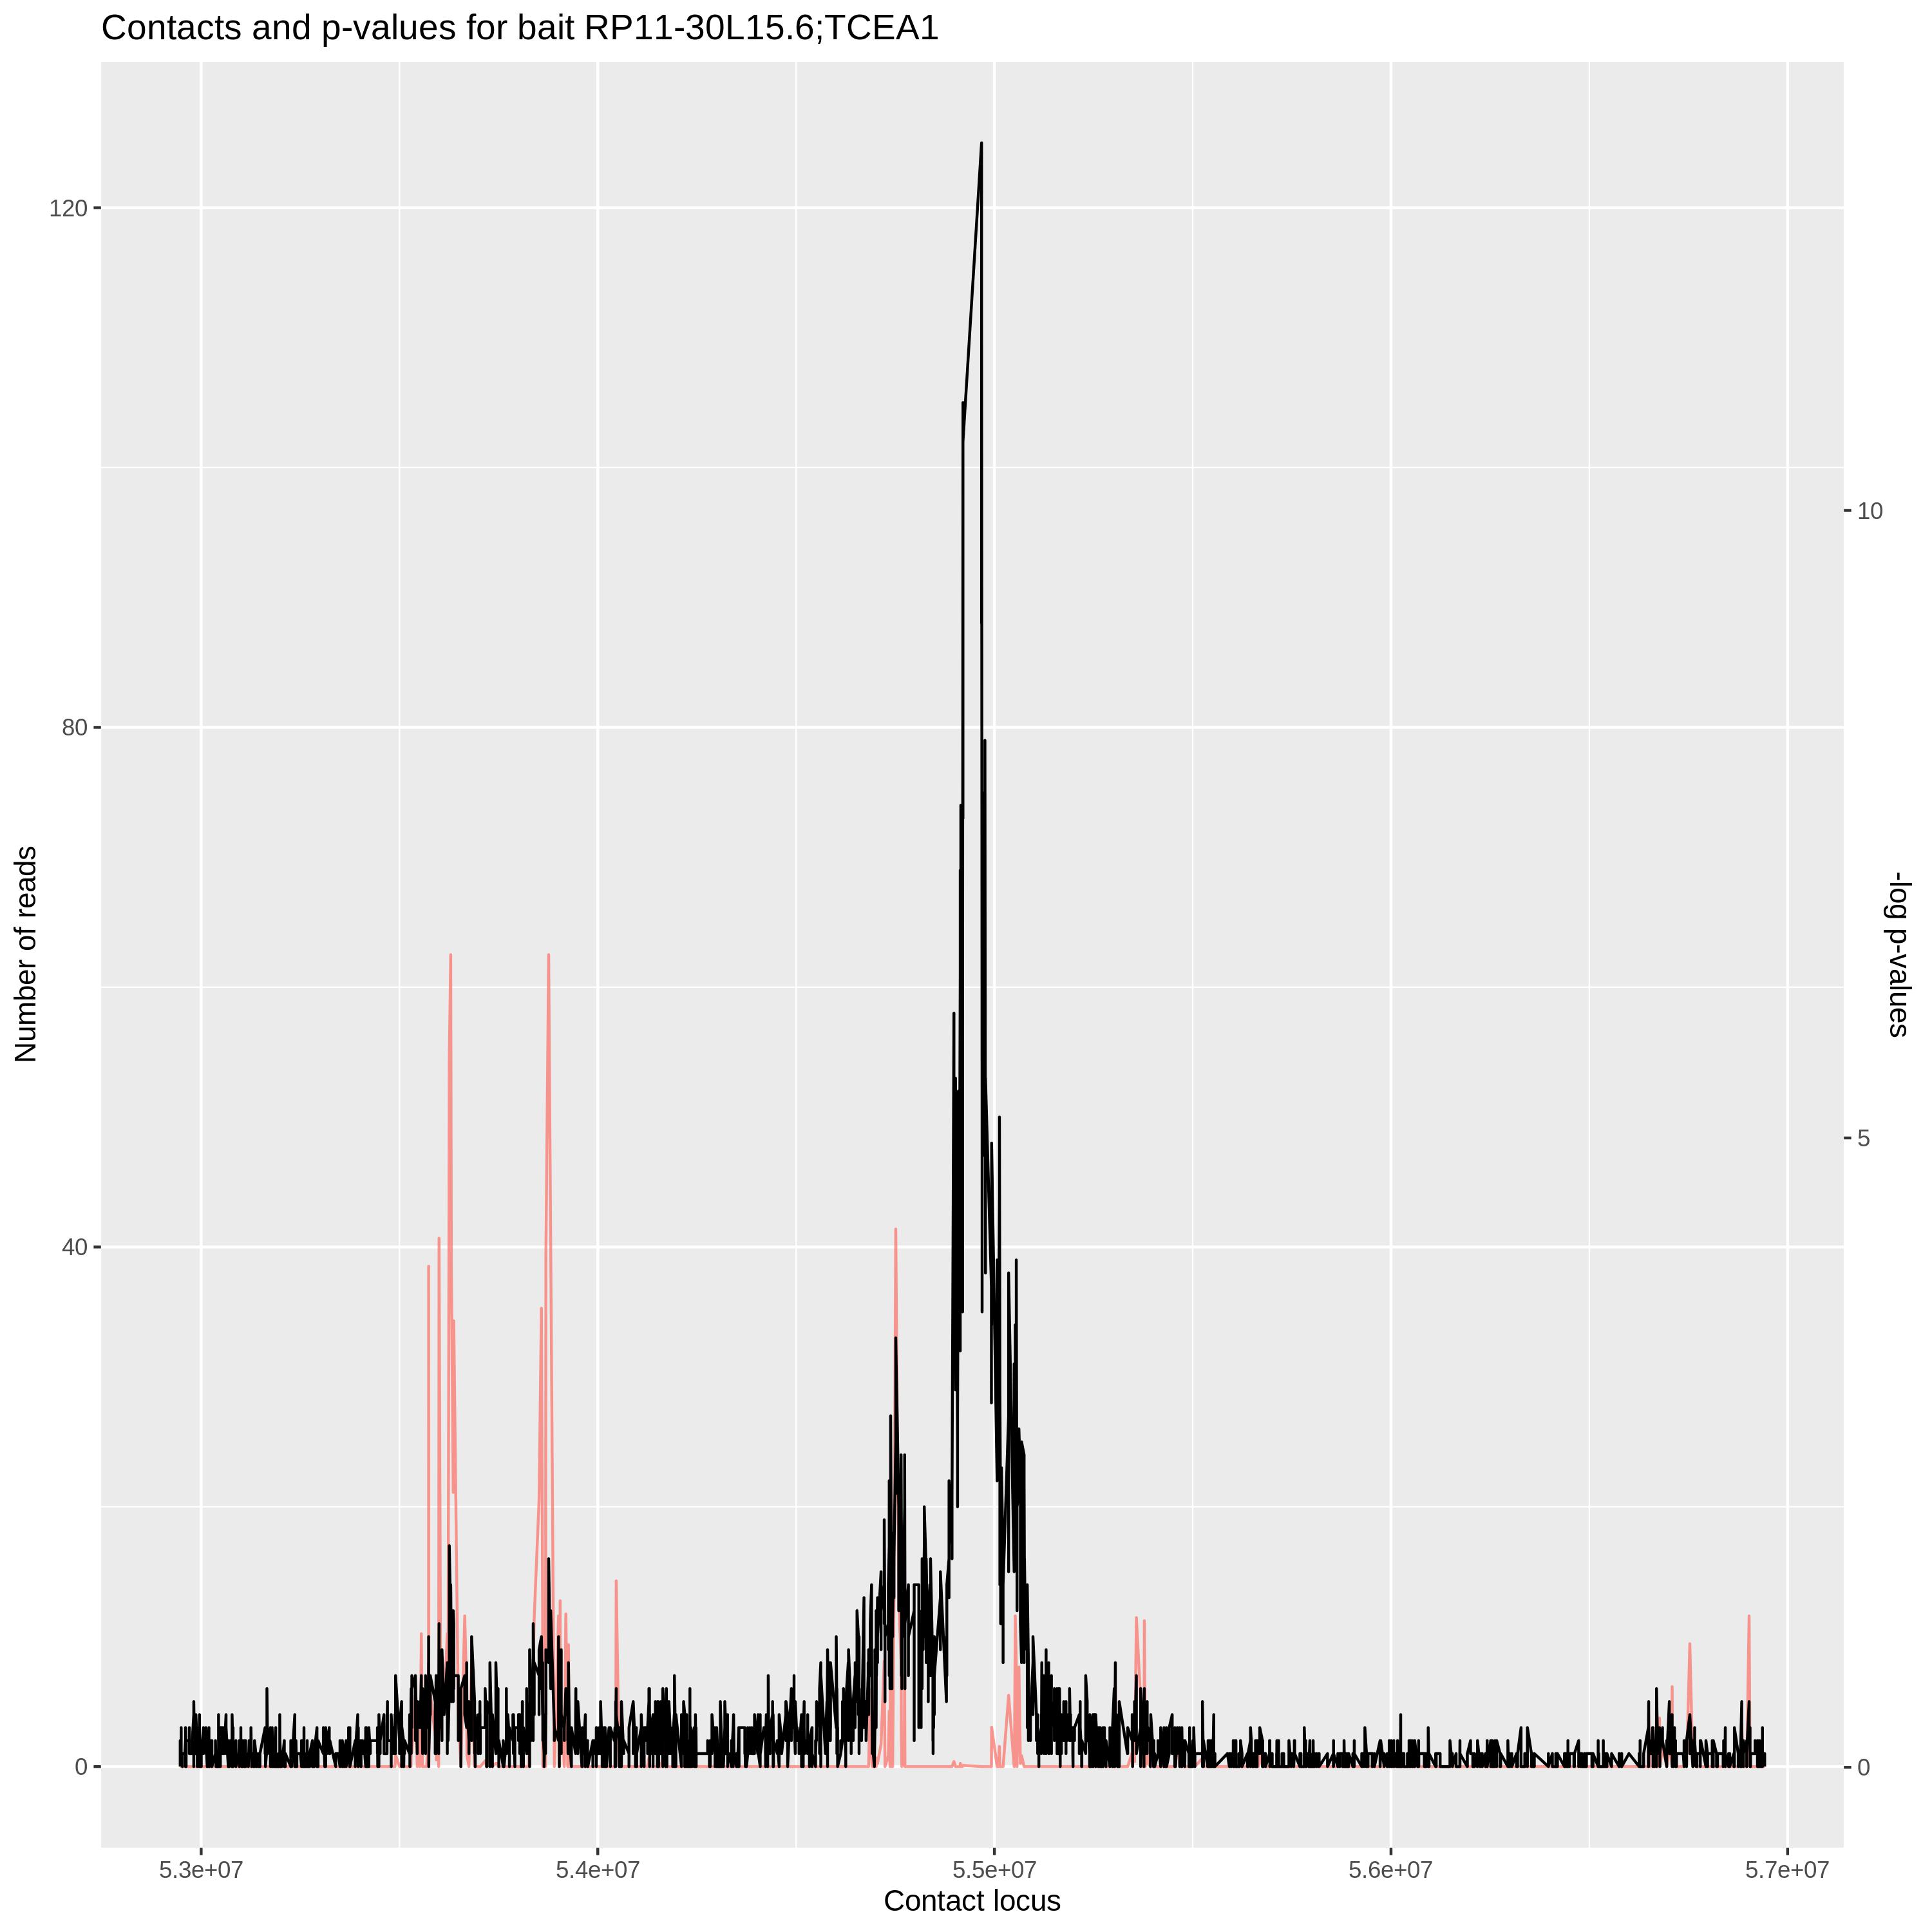 Contacts and p-values for bait RP11-30L15.6;TCEA1
120
80
40
0
Number of reads
10
5
0
-log p-values
5.3e+07
5.4e+07
5.5e+07
5.6e+07
5.7e+07
Contact locus